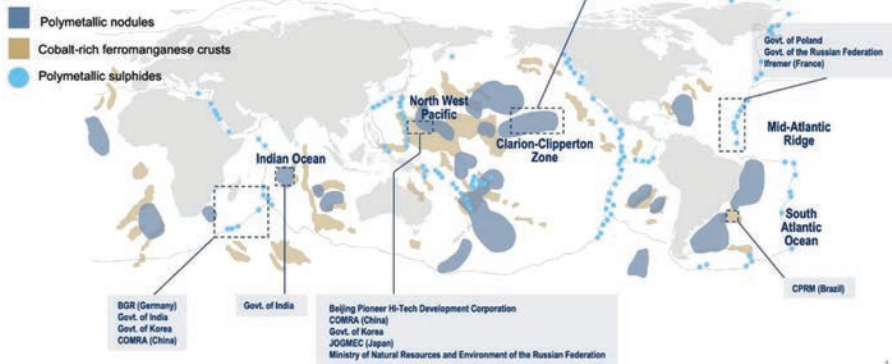 Polymetallic nodules
Cobalt-rich ferromanganese crusts
Polymetallic sulphides
Govt. of Poland
Govt. of the Russian Federation
Ifremer (France)
North West
Pacific
Clarion-Clipperton
Zone
Mid-Atlantic
Ridge
Indian Ocean
South
Atlantic
Ocean
BGR (Germany)
Govt. of India
Govt. of Korea
COMRA (China)
Govt. of India
Beijing Pioneer Hi-Tech Development Corporation
COMRA (China)
Govt. of Korea
JOGMEC (Japan)
Ministry of Natural Resources and Environment of the Russian Federation
CPRM (Brazil)